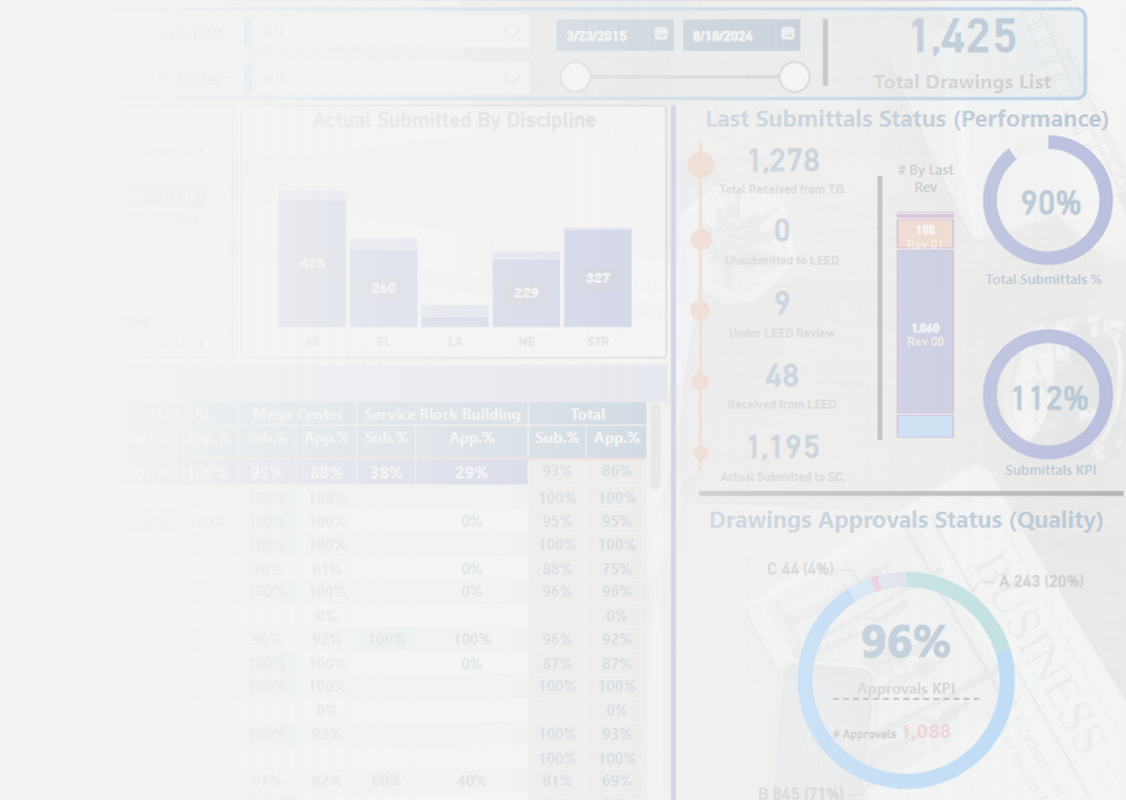 Location: All
3/23/2015 8/18/2024
1,425
Provider: All
Total Drawings List
Actual Submitted By Discipline
428
260
229
327
AR EL LA ME STR
Last Submittals Status (Performance)
1,278
Total Received from T.O.
0
Unsubmitted to LEED
9
Under LEED Review
48
Received from LEED
1,195
Actual Submitted to SC.
# By Last
Rev
188
Rev 01
1,060
Rev 00
90%
Total Submittals %
112%
Submittals KPI
GENERAL Mega Center Service Block Building Total
Sub.% App.% Sub.% App.% Sub.% App.% Sub.% App.%
100% 100% 95% 88% 38% 29% 93% 86%
100% 100% 100% 100%
100% 100% 100% 0% 95% 95%
100% 100% 100% 100%
96% 81% 0% 88% 75%
100% 100% 0% 96% 96%
0% 0%
96% 92% 100% 100% 96% 92%
100% 100% 0% 87% 87%
100% 100% 100% 100%
0% 0%
100% 93% 100% 93%
100% 100%
91% 82% 60% 40% 81% 69%
Drawings Approvals Status (Quality)
C 44 (4%)
A 243 (20%)
96%
Approvals KPI
# Approvals 1,088
B 845 (71%)
BUSINESS